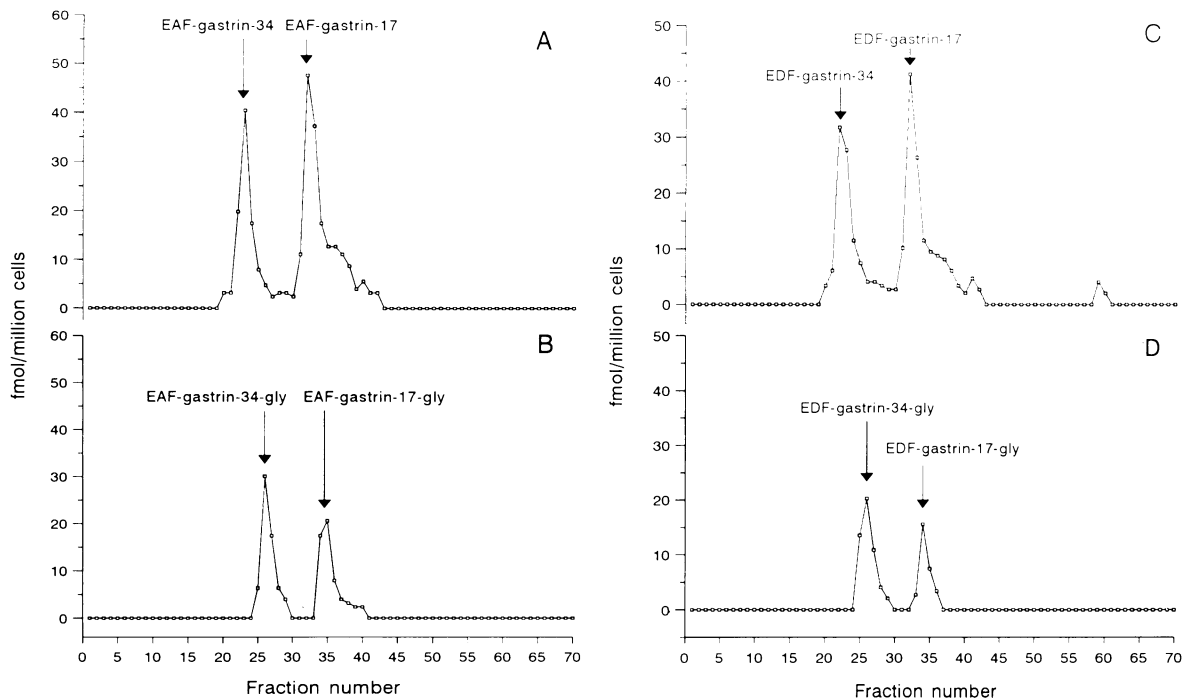 EAF-gastrin-34 EAF-gastrin-17
A
60
50
40
30
20
10
0
B
60
50
40
30
20
10
0
EAF-gastrin-34-gly EAF-gastrin-17-gly
fmol/million cells
0 5 10 15 20 25 30 35 40 45 50 55 60 65 70
Fraction number
C
EDF-gastrin-17
EDF-gastrin-34
50
40
30
20
10
0
D
50
40
30
20
10
0
EDF-gastrin-34-gly
EDF-gastrin-17-gly
fmol/million cells
0 5 10 15 20 25 30 35 40 45 50 55 60 65 70
Fraction number